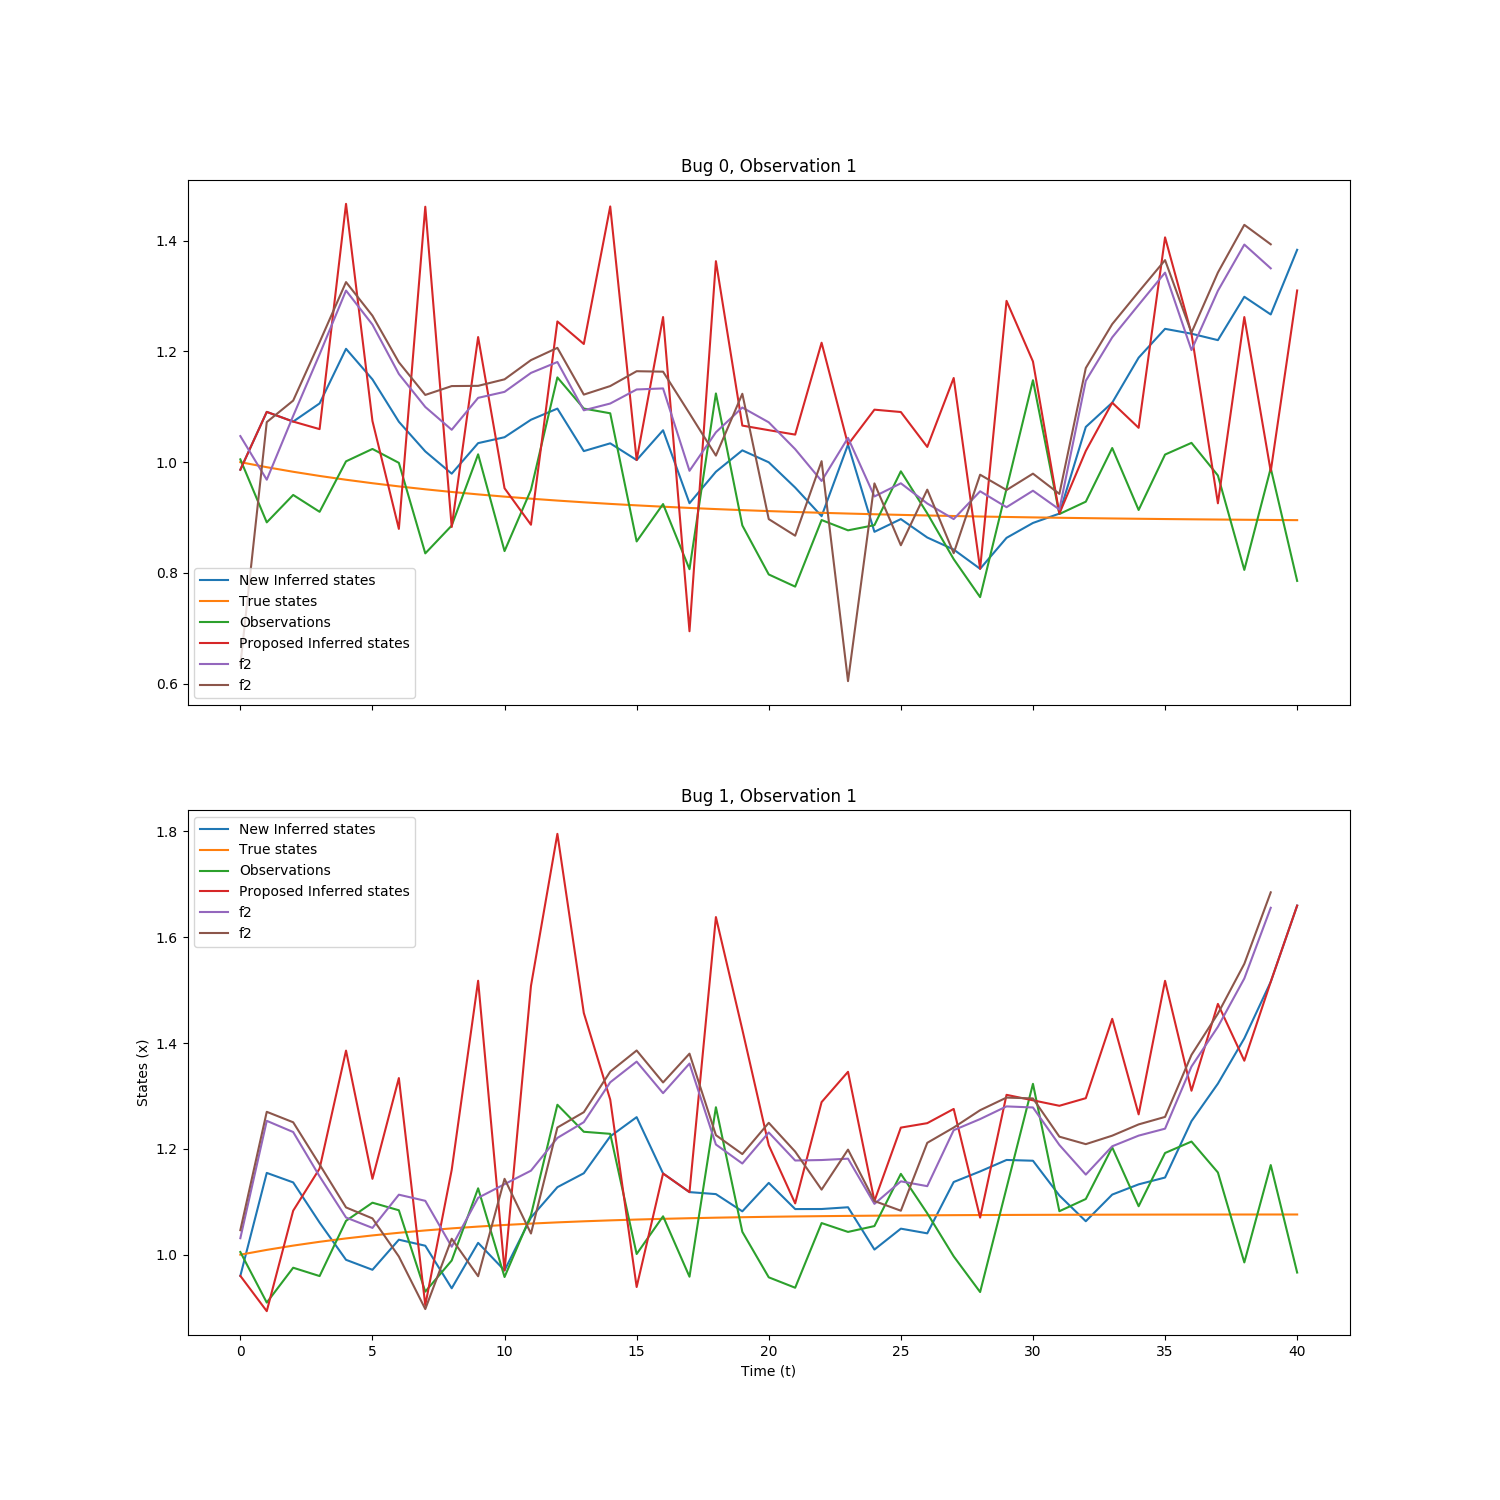 Bug 0, Observation 1
1.4
1.2
1.0
0.8
0.6
New Inferred states
True states
Observations
Proposed Inferred states
f2
f2
Bug 1, Observation 1
1.8
1.6
1.4
1.2
1.0
States (x)
New Inferred states
True states
Observations
Proposed Inferred states
f2
f2
0 5 10 15 20 25 30 35 40
Time (t)